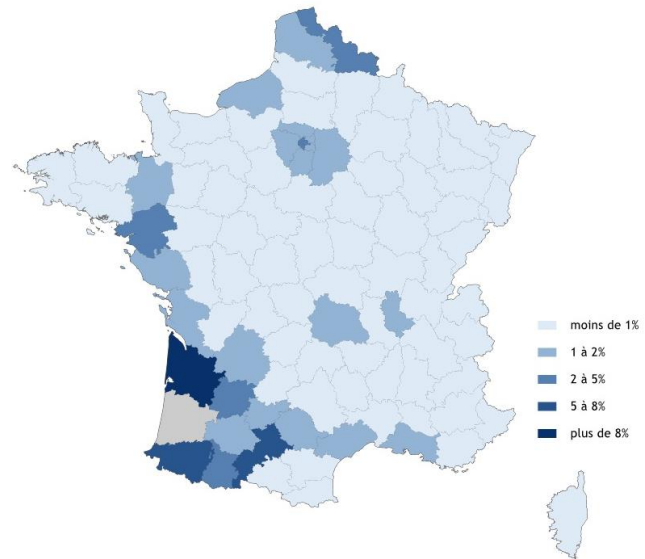 moins de 1%
1 à 2%
2 à 5%
5 à 8%
plus de 8%